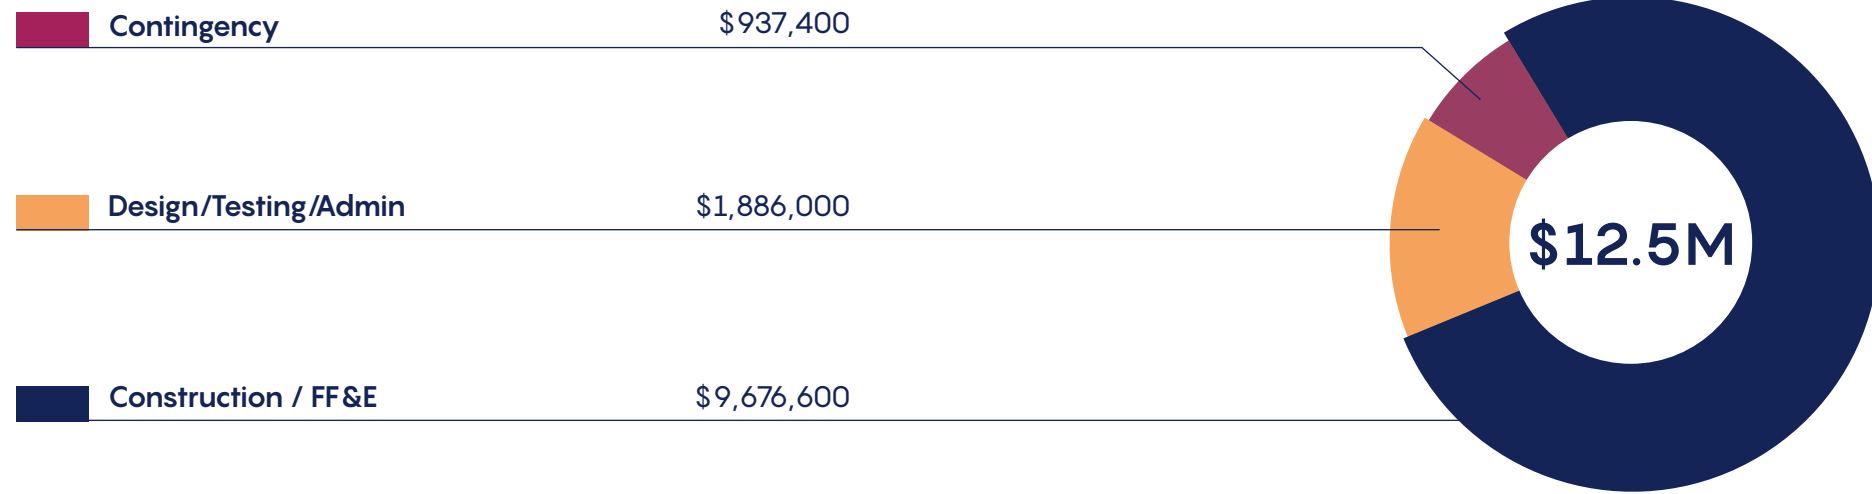 Contingency $937,400
Design/Testing/Admin $1,886,000
$12.5M
Construction / FF&E $9,676,600